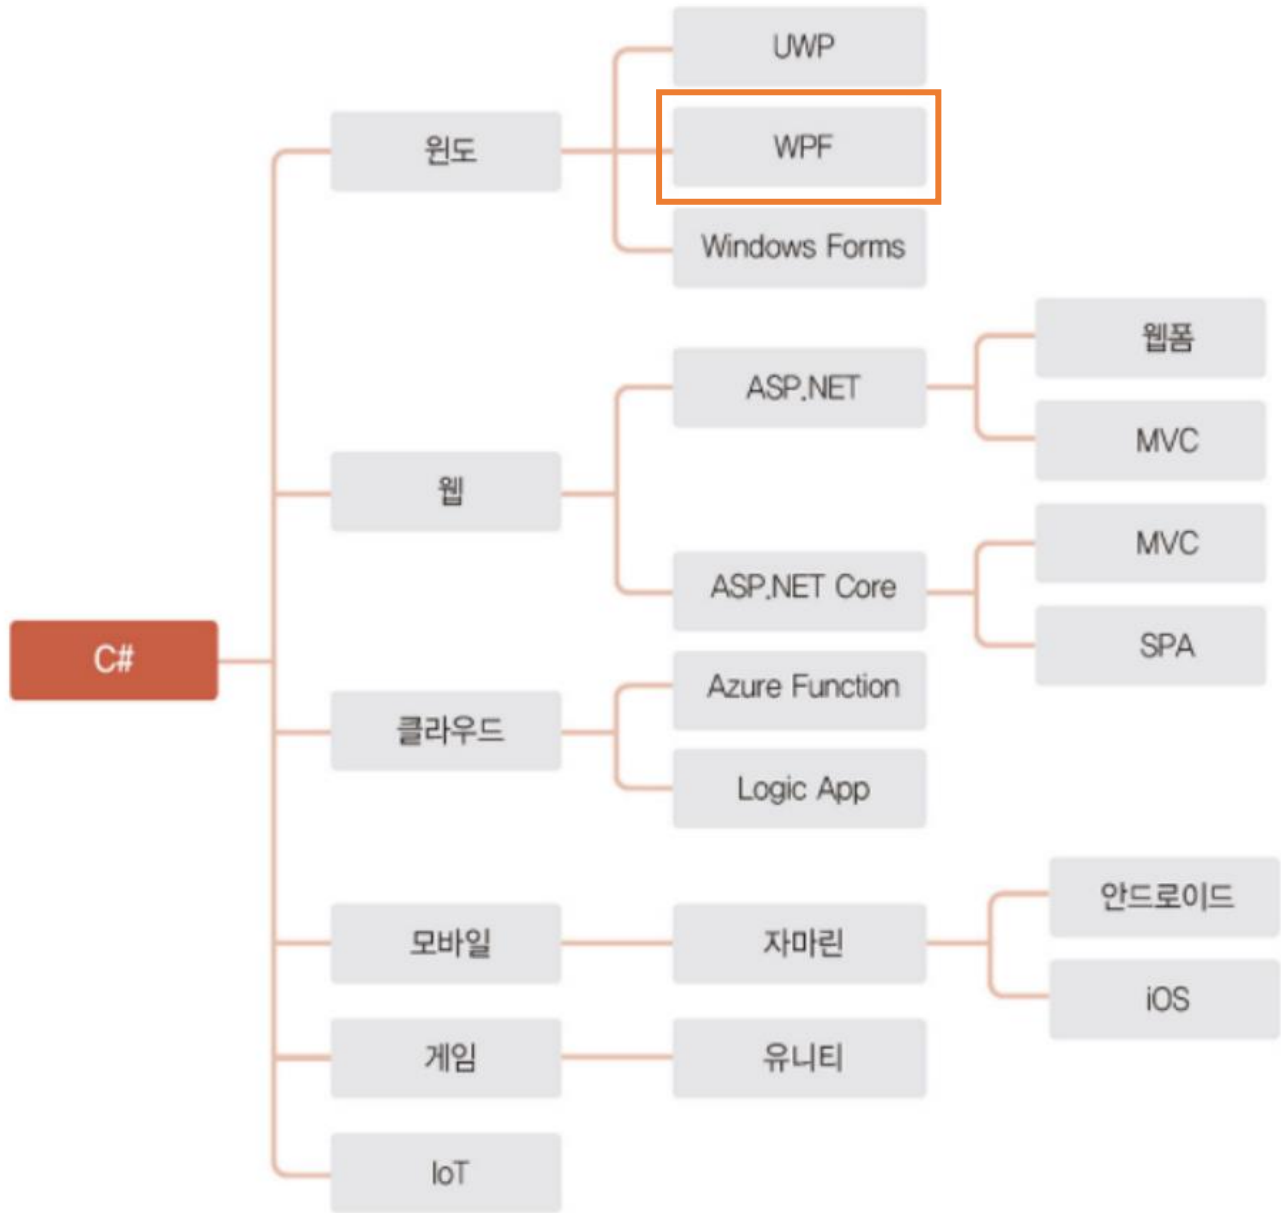 UWP
WPF
윈도
Windows Forms
웹폼
ASP.NET
MVC
웹
MVC
ASP.NET Core
SPA
C#
Azure Function
클라우드
Logic App
안드로이드
모바일
자마린
iOS
게임
유니티
IoT